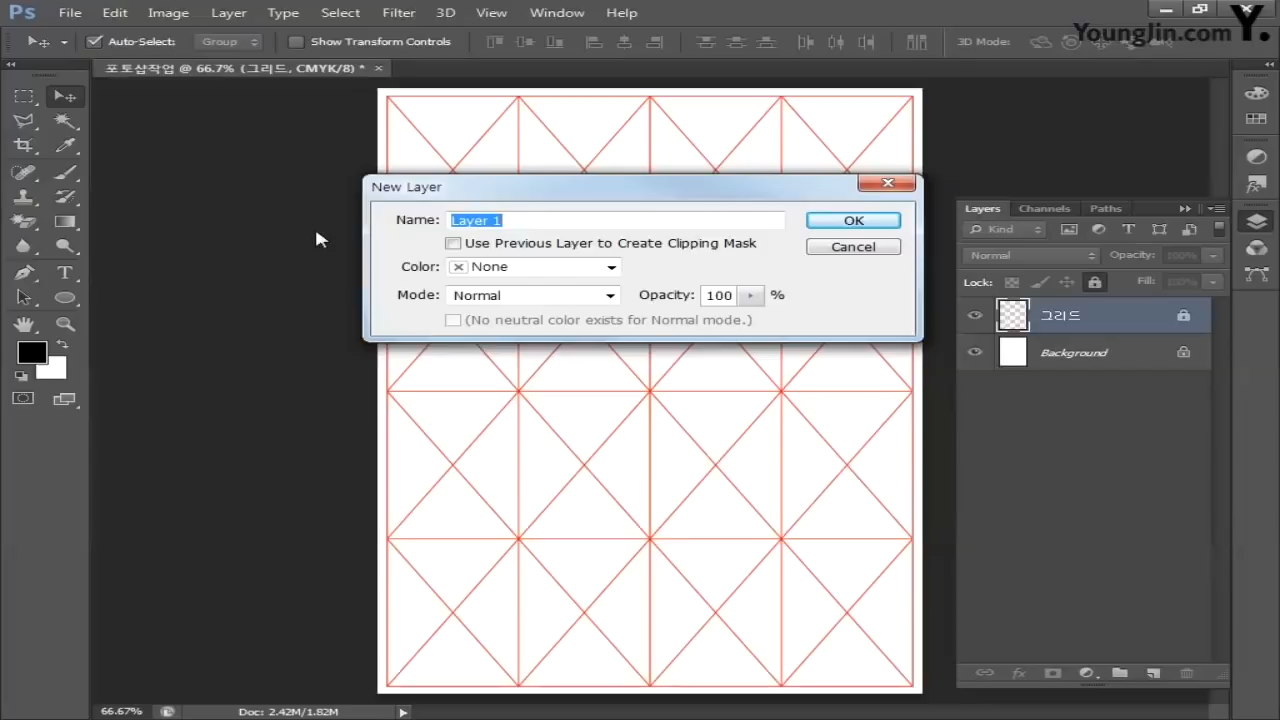 Ps File Edit Image Layer Type Select Filter 3D View Window Help
Auto-Select: Group Show Transform Controls 3D Mode:
YoungJin.com Y.
포토샵작업 @ 66.7% (그리드, CMYK/8) * ×
New Layer
Name: Layer 1 OK
Use Previous Layer to Create Clipping Mask Cancel
Color: None
Mode: Normal Opacity: 100 %
(No neutral color exists for Normal mode.)
Layers Channels Paths
Kind
Normal Opacity: 100%
Lock: Fill: 100%
그리드
Background
66.67% Doc: 2.42M/1.82M